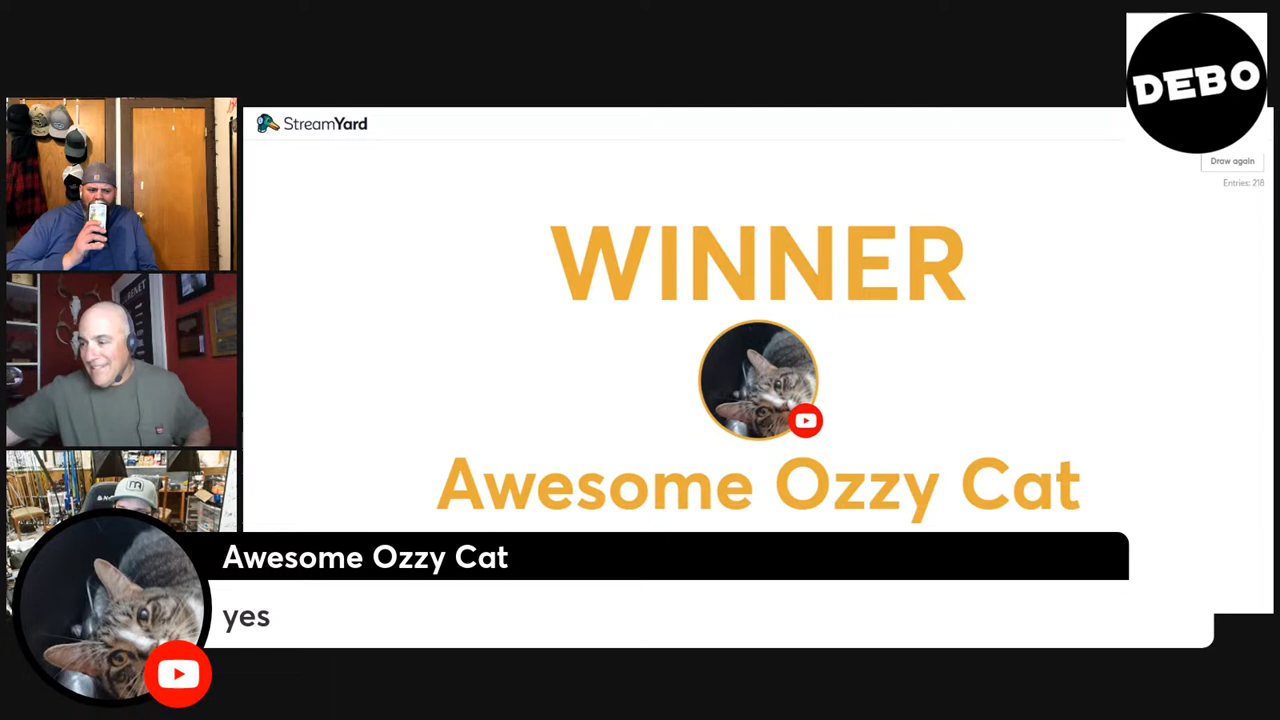 DEBO
StreamYard
Draw again
Entries: 218
WINNER
Awesome Ozzy Cat
Awesome Ozzy Cat
yes